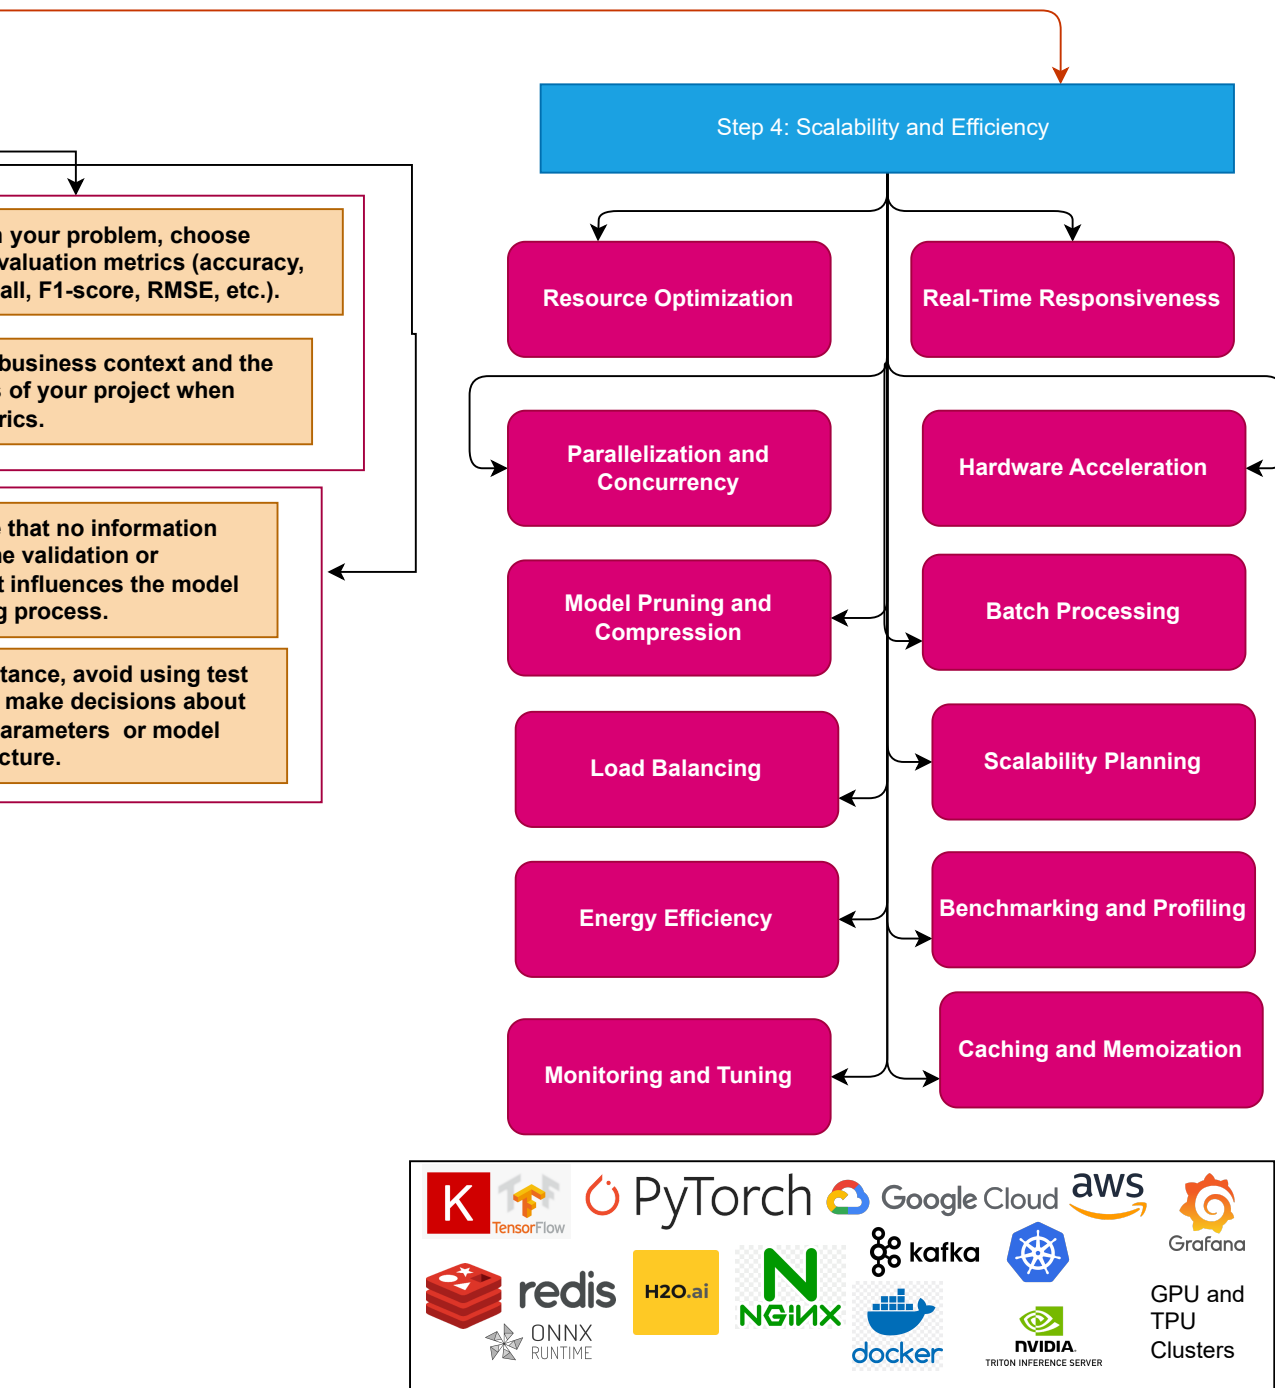 Step 4: Scalability and Efficiency
your problem, choose
valuation metrics (accuracy,
all, F1-score, RMSE, etc.).
business context and the
s of your project when
rics.
that no information
ne validation or
t influences the model
g process.
tance, avoid using test
make decisions about
arameters or model
cture.
Resource Optimization
Real-Time Responsiveness
Parallelization and
Concurrency
Hardware Acceleration
Model Pruning and
Compression
Batch Processing
Load Balancing
Scalability Planning
Energy Efficiency
Benchmarking and Profiling
Monitoring and Tuning
Caching and Memoization
K
TensorFlow
PyTorch
Google Cloud
aws
Grafana
kafka
redis
H2O.ai
NGINX
docker
ONNX
RUNTIME
NVIDIA.
TRITON INFERENCE SERVER
GPU and
TPU
Clusters